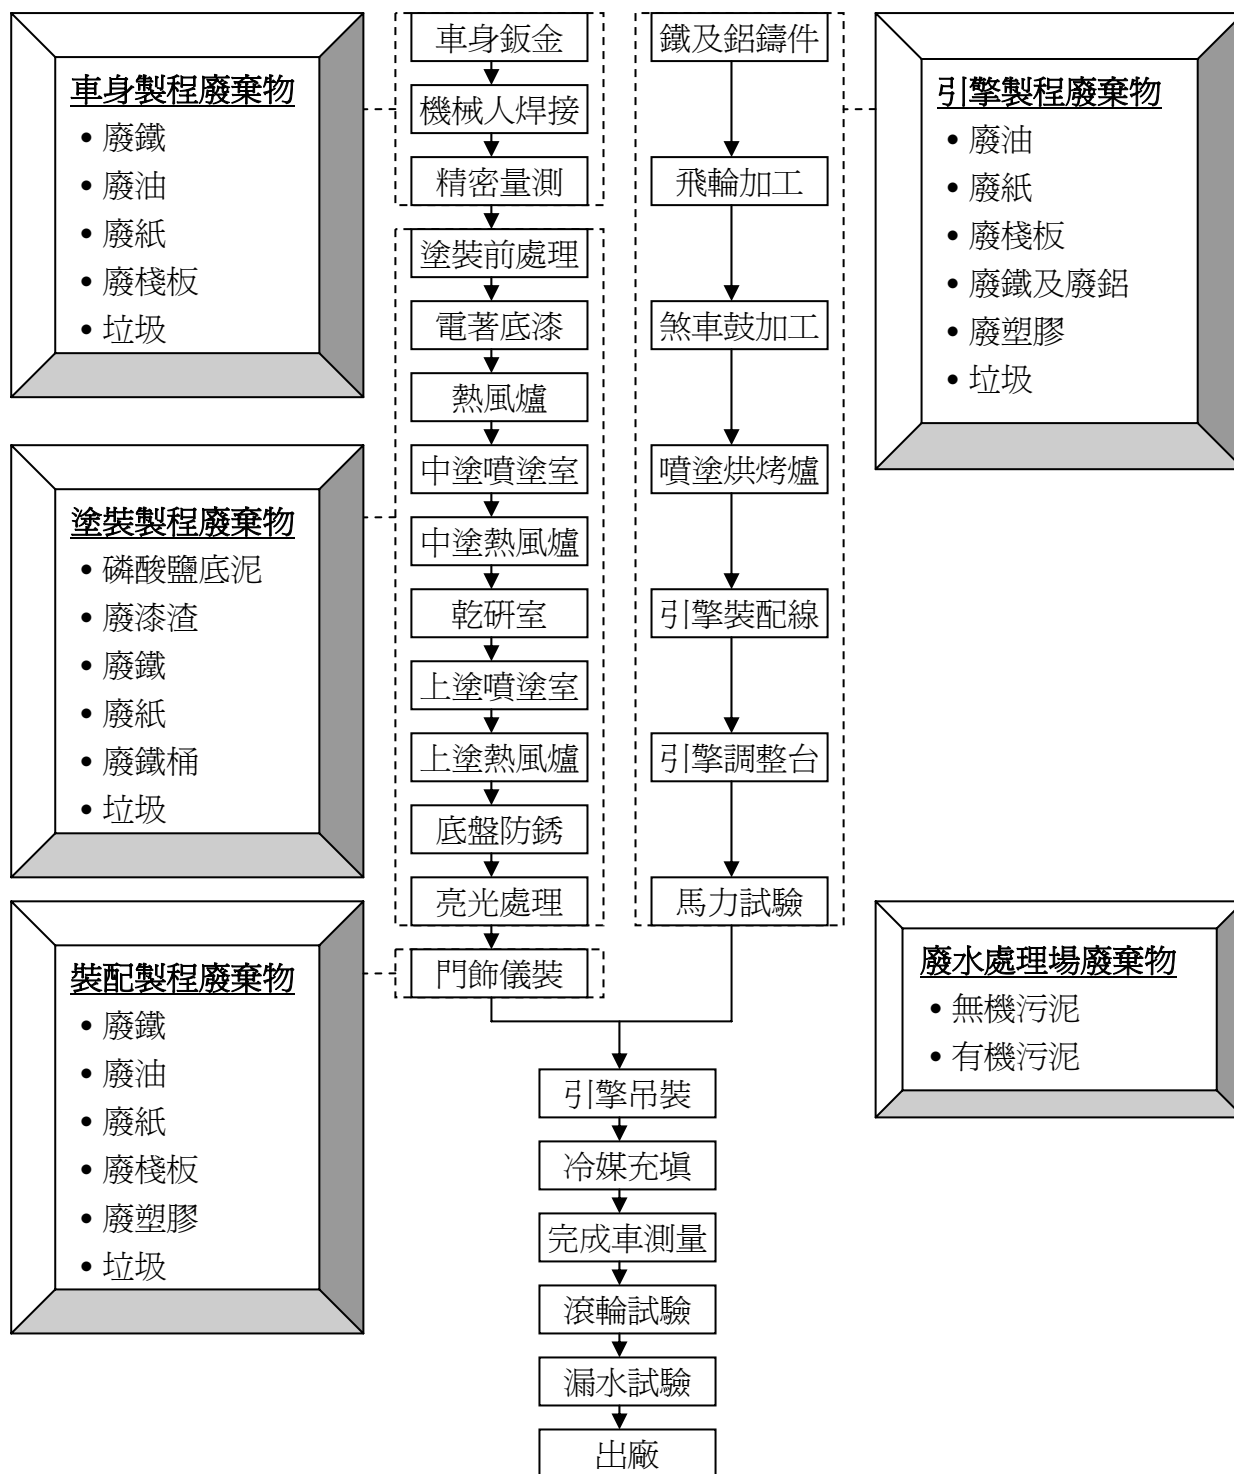 車身製程廢棄物
• 廢鐵
• 廢油
• 廢紙
• 廢棧板
• 垃圾
塗裝製程廢棄物
• 磷酸鹽底泥
• 廢漆渣
• 廢鐵
• 廢紙
• 廢鐵桶
• 垃圾
裝配製程廢棄物
• 廢鐵
• 廢油
• 廢紙
• 廢棧板
• 廢塑膠
• 垃圾
車身鈑金
機械人焊接
精密量測
塗裝前處理
電著底漆
熱風爐
中塗噴塗室
中塗熱風爐
乾研室
上塗噴塗室
上塗熱風爐
底盤防銹
亮光處理
門飾儀裝
鐵及鋁鑄件
飛輪加工
煞車鼓加工
噴塗烘烤爐
引擎裝配線
引擎調整台
馬力試驗
引擎吊裝
冷媒充填
完成車測量
滾輪試驗
漏水試驗
出廠
引擎製程廢棄物
• 廢油
• 廢紙
• 廢棧板
• 廢鐵及廢鋁
• 廢塑膠
• 垃圾
廢水處理場廢棄物
• 無機污泥
• 有機污泥